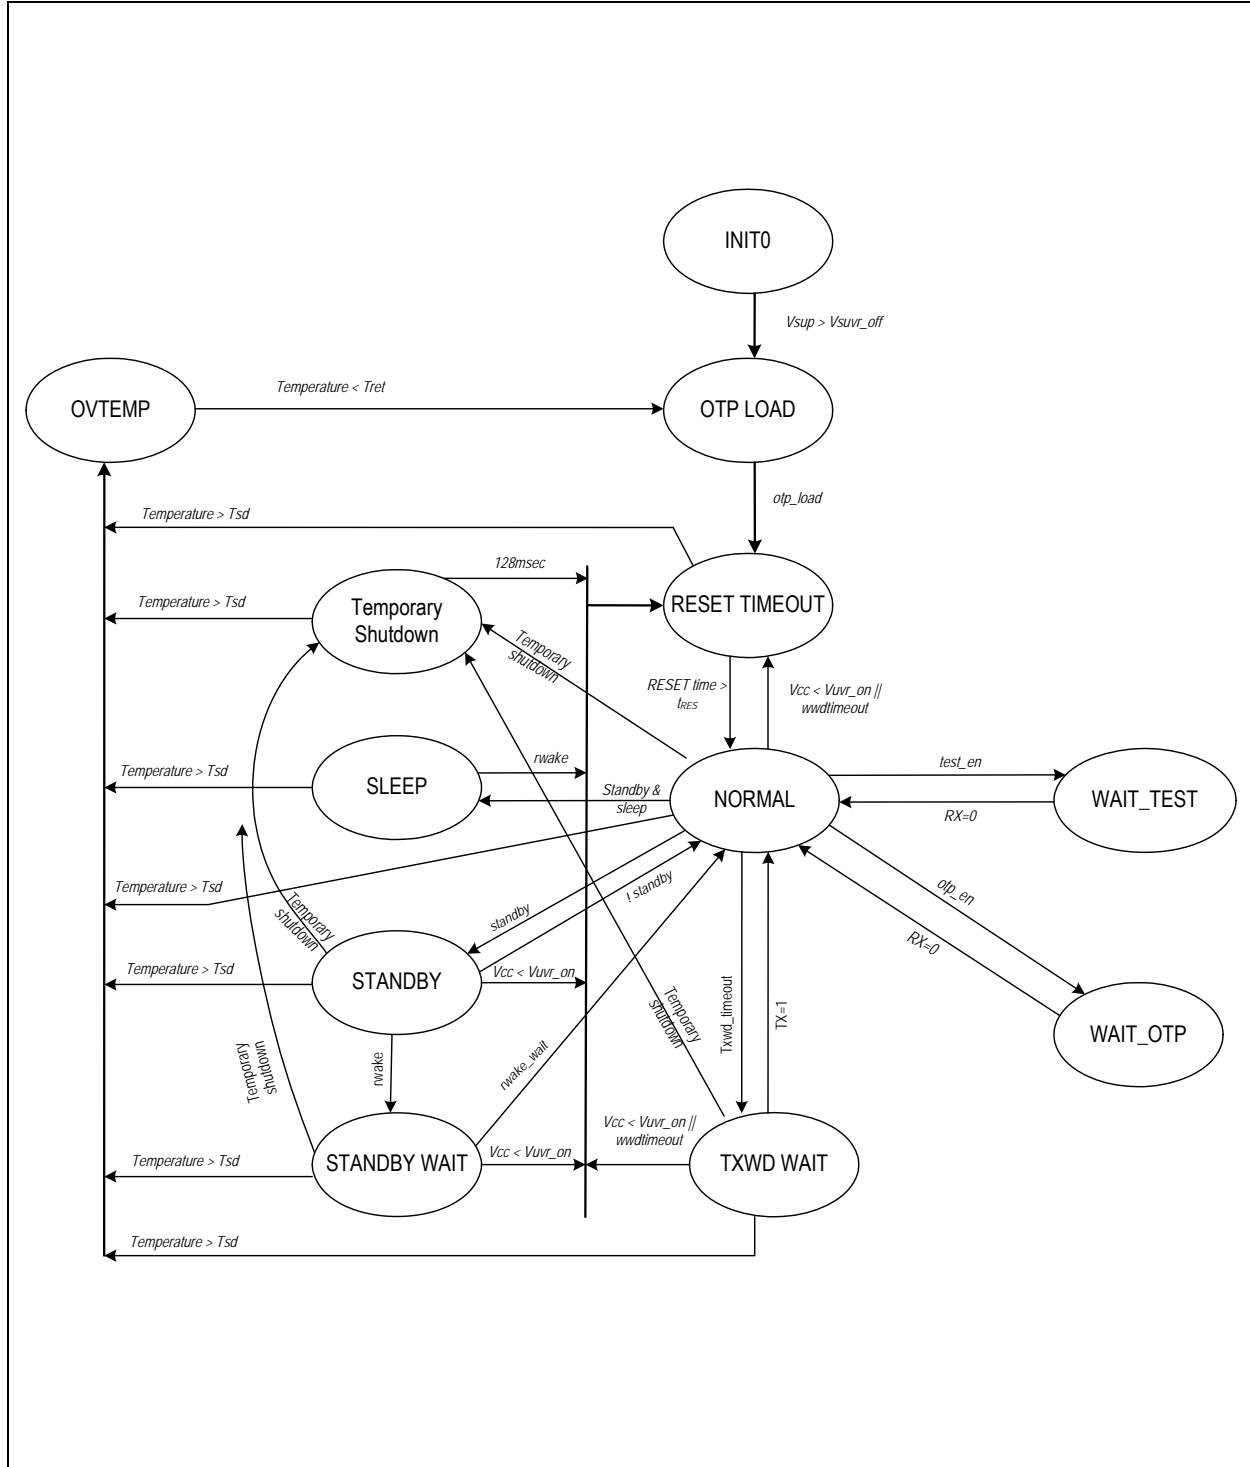 INIT0
Vsup > Vsuvr_off
OVTEMP
Temperature < Tret
OTP LOAD
otp_load
Temperature > Tsd
128msec
Temporary
Shutdown
Temperature > Tsd
RESET TIMEOUT
Temporary
shutdown
RESET time >
tRES
Vcc < Vuvr_on ||
wwdtimeout
Temperature > Tsd
SLEEP
rwake
Standby &
sleep
NORMAL
test_en
RX=0
WAIT_TEST
Temperature > Tsd
Temporary
shutdown
standby
! standby
otp_en
RX=0
Temperature > Tsd
STANDBY
Vcc < Vuvr_on
Temporary
shutdown
Txwd_timeout
TX=1
WAIT_OTP
Temporary
shutdown
rwake
rwake_wait
Vcc < Vuvr_on ||
wwdtimeout
Temperature > Tsd
STANDBY WAIT
Vcc < Vuvr_on
TXWD WAIT
Temperature > Tsd